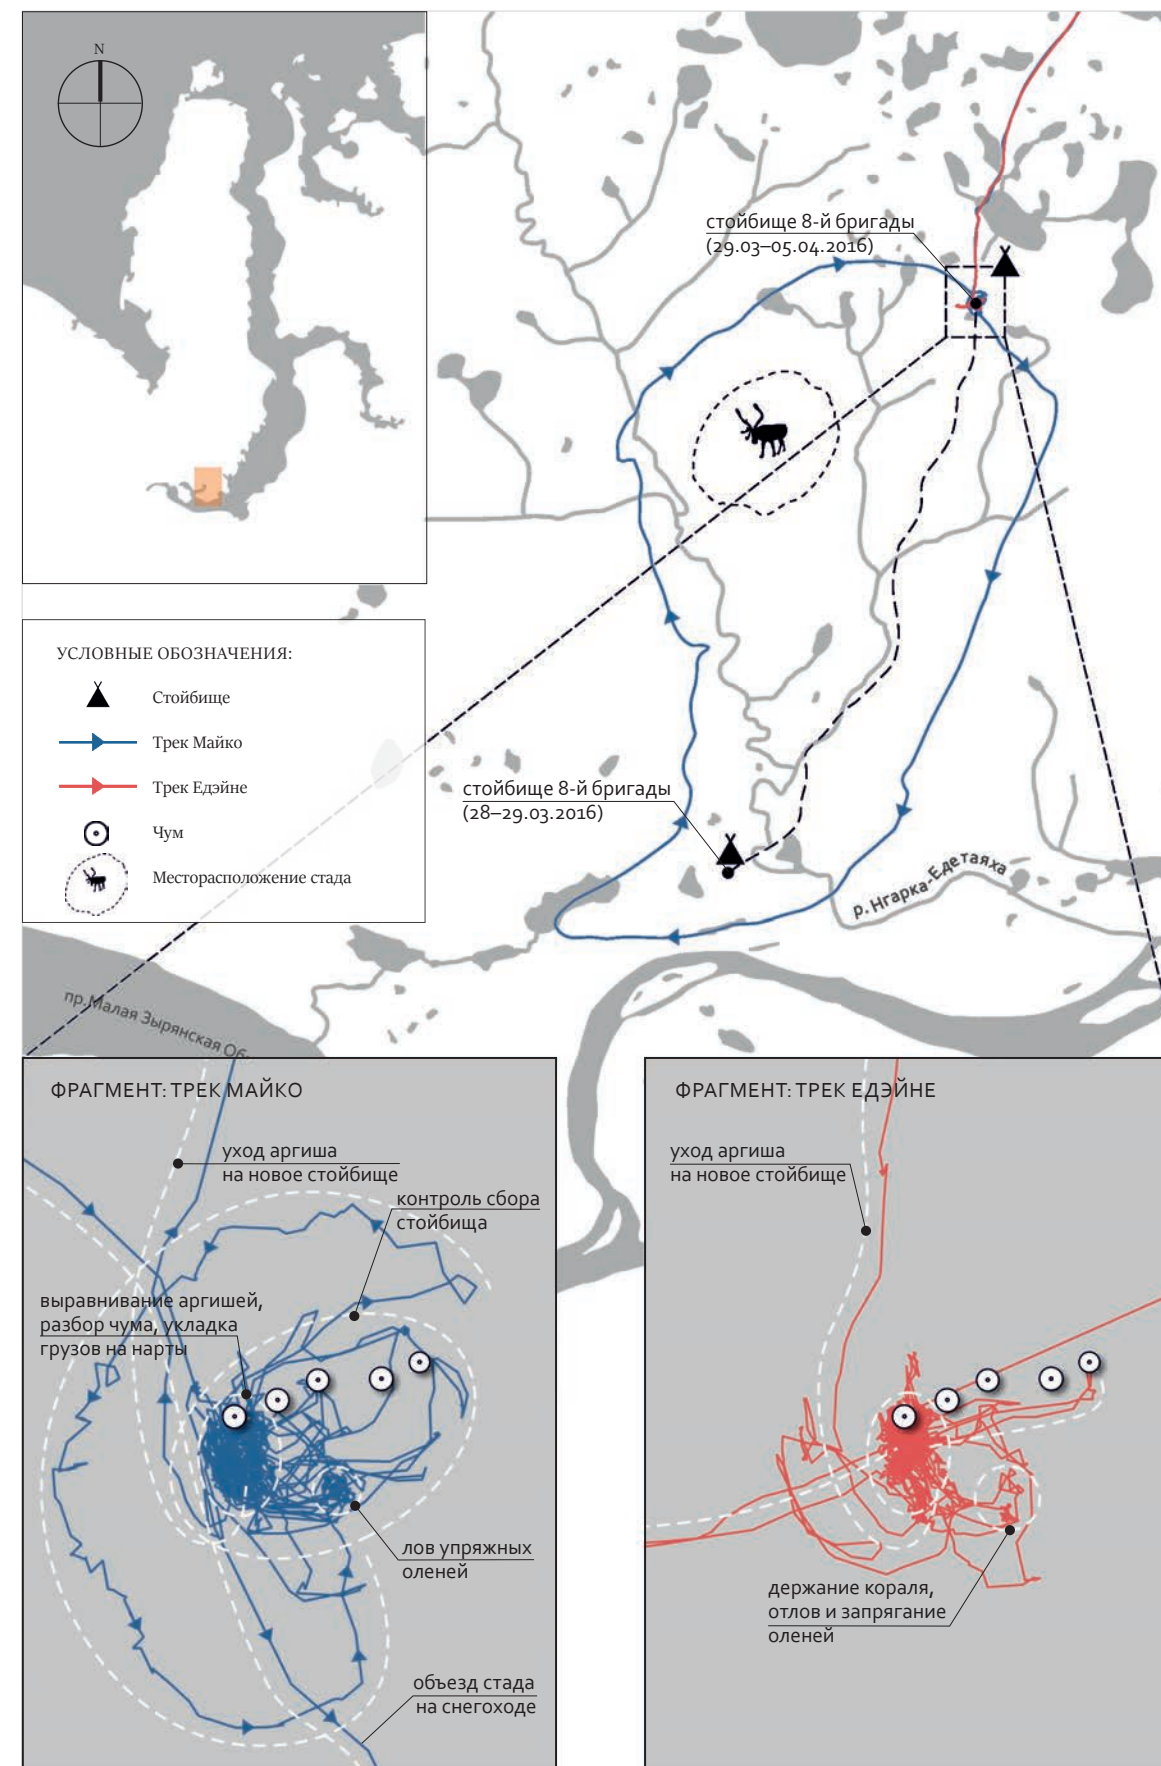 N
стойбище 8-й бригады
(29.03–05.04.2016)
УСЛОВНЫЕ ОБОЗНАЧЕНИЯ:
Стойбище
Трек Майко
Трек Едэйне
Чум
Месторасположение стада
стойбище 8-й бригады
(28–29.03.2016)
р. Нгарка-Едетаяха
пр. Малая Зырянская Об
ФРАГМЕНТ: ТРЕК МАЙКО
уход аргиша
на новое стойбище
контроль сбора
стойбища
выравнивание аргишей,
разбор чума, укладка
грузов на нарты
лов упряжных
оленей
объезд стада
на снегоходе
ФРАГМЕНТ: ТРЕК ЕДЭЙНЕ
уход аргиша
на новое стойбище
держание кораля,
отлов и запрягание
оленей